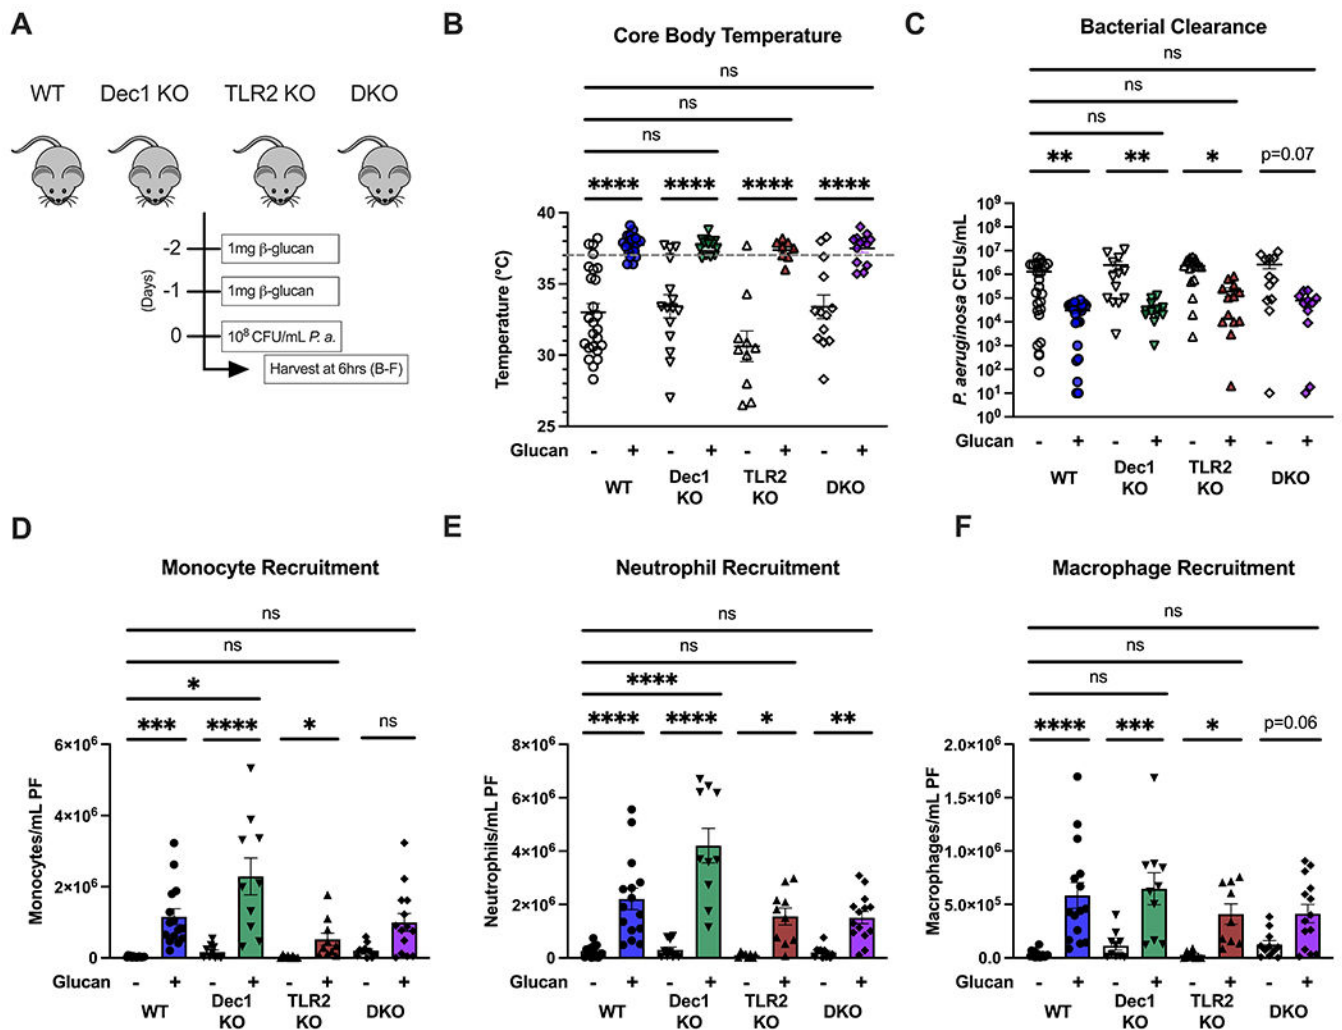 A
WT Dec1 KO TLR2 KO DKO
(Days)
-2 1mg β-glucan
-1 1mg β-glucan
0 10⁸ CFU/mL P. a.
Harvest at 6hrs (B-F)
B
Core Body Temperature
ns
ns
ns
**** **** **** ****
Temperature (°C)
40
35
30
25
Glucan - + - + - + - +
WT Dec1 KO TLR2 KO DKO
C
Bacterial Clearance
ns
ns
ns
** ** * p=0.07
P. aeruginosa CFUs/mL
10⁹
10⁸
10⁷
10⁶
10⁵
10⁴
10³
10²
10¹
10⁰
Glucan - + - + - + - +
WT Dec1 KO TLR2 KO DKO
D
Monocyte Recruitment
ns
ns
*
*** **** * ns
Monocytes/mL PF
6×10⁶
4×10⁶
2×10⁶
0
Glucan - + - + - + - +
WT Dec1 KO TLR2 KO DKO
E
Neutrophil Recruitment
ns
ns
****
**** **** * **
Neutrophils/mL PF
8×10⁶
6×10⁶
4×10⁶
2×10⁶
0
Glucan - + - + - + - +
WT Dec1 KO TLR2 KO DKO
F
Macrophage Recruitment
ns
ns
ns
**** *** * p=0.06
Macrophages/mL PF
2.0×10⁶
1.5×10⁶
1.0×10⁶
5.0×10⁵
0.0
Glucan - + - + - + - +
WT Dec1 KO TLR2 KO DKO